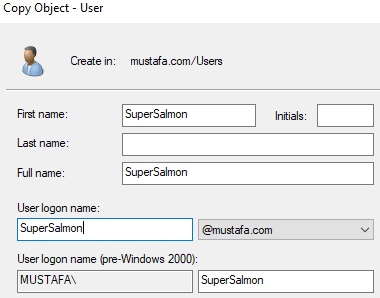 Copy Object - User
Create in: mustafa.com/Users
First name: SuperSalmon Initials:
Last name:
Full name: SuperSalmon
User logon name:
SuperSalmon @mustafa.com
User logon name (pre-Windows 2000):
MUSTAFA\ SuperSalmon